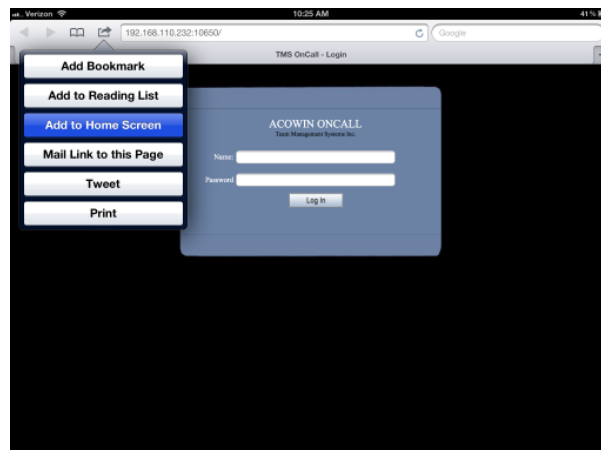 Verizon 10:25 AM 41%
192.168.110.232:10650/ Google
TMS OnCall - Login
Add Bookmark
Add to Reading List
Add to Home Screen
Mail Link to this Page
Tweet
Print
ACOWIN ONCALL
Team Management Systems Inc.
Name:
Password
Log In